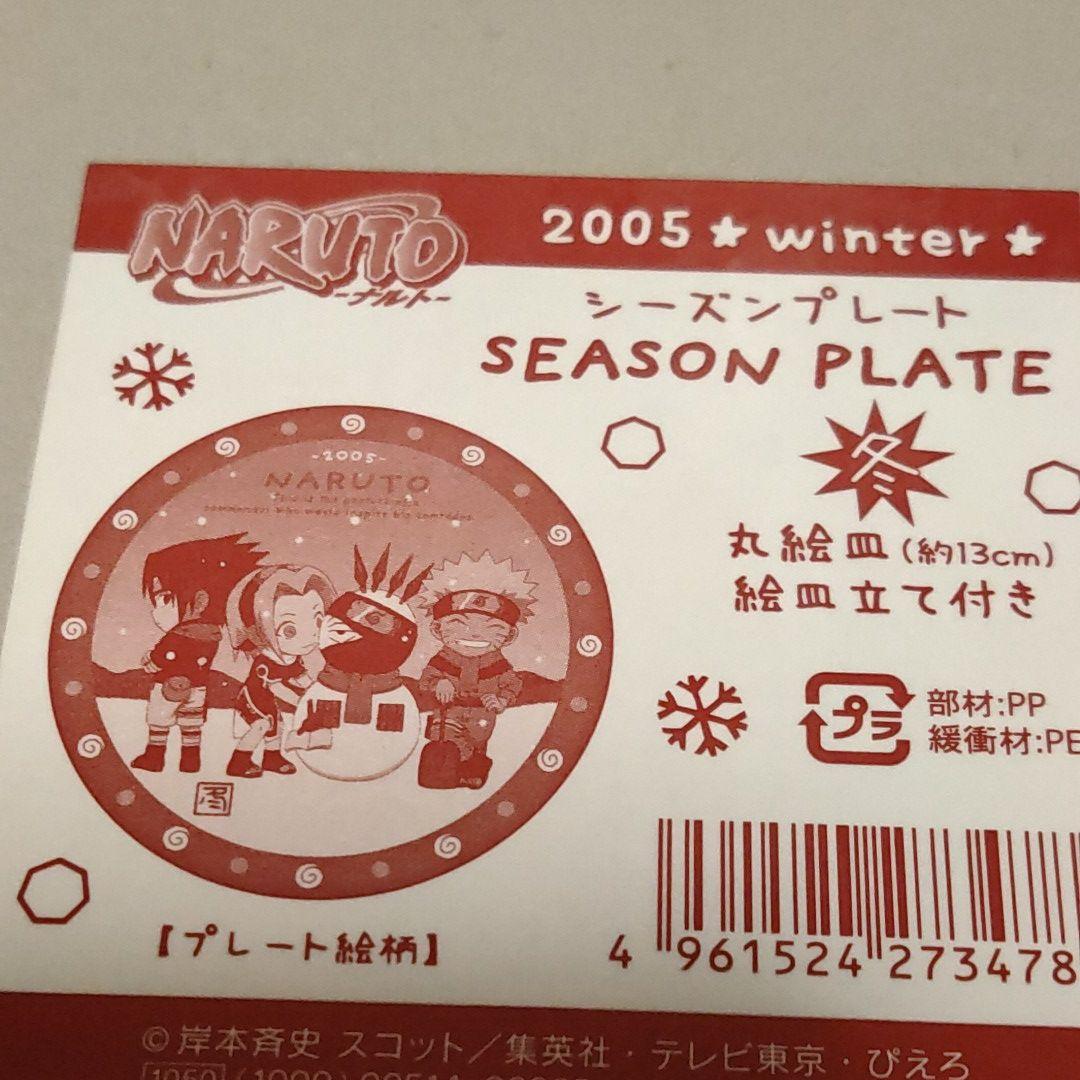 NARUTO
-ナルト-
2005★winter★
シーズンプレート
SEASON PLATE
冬
丸絵皿(約13cm)
絵皿立て付き
-2005-
NARUTO
冬
プラ
部材:PP
緩衝材:PE
4 961524 273478
【プレート絵柄】
©岸本斉史 スコット／集英社・テレビ東京・ぴえろ